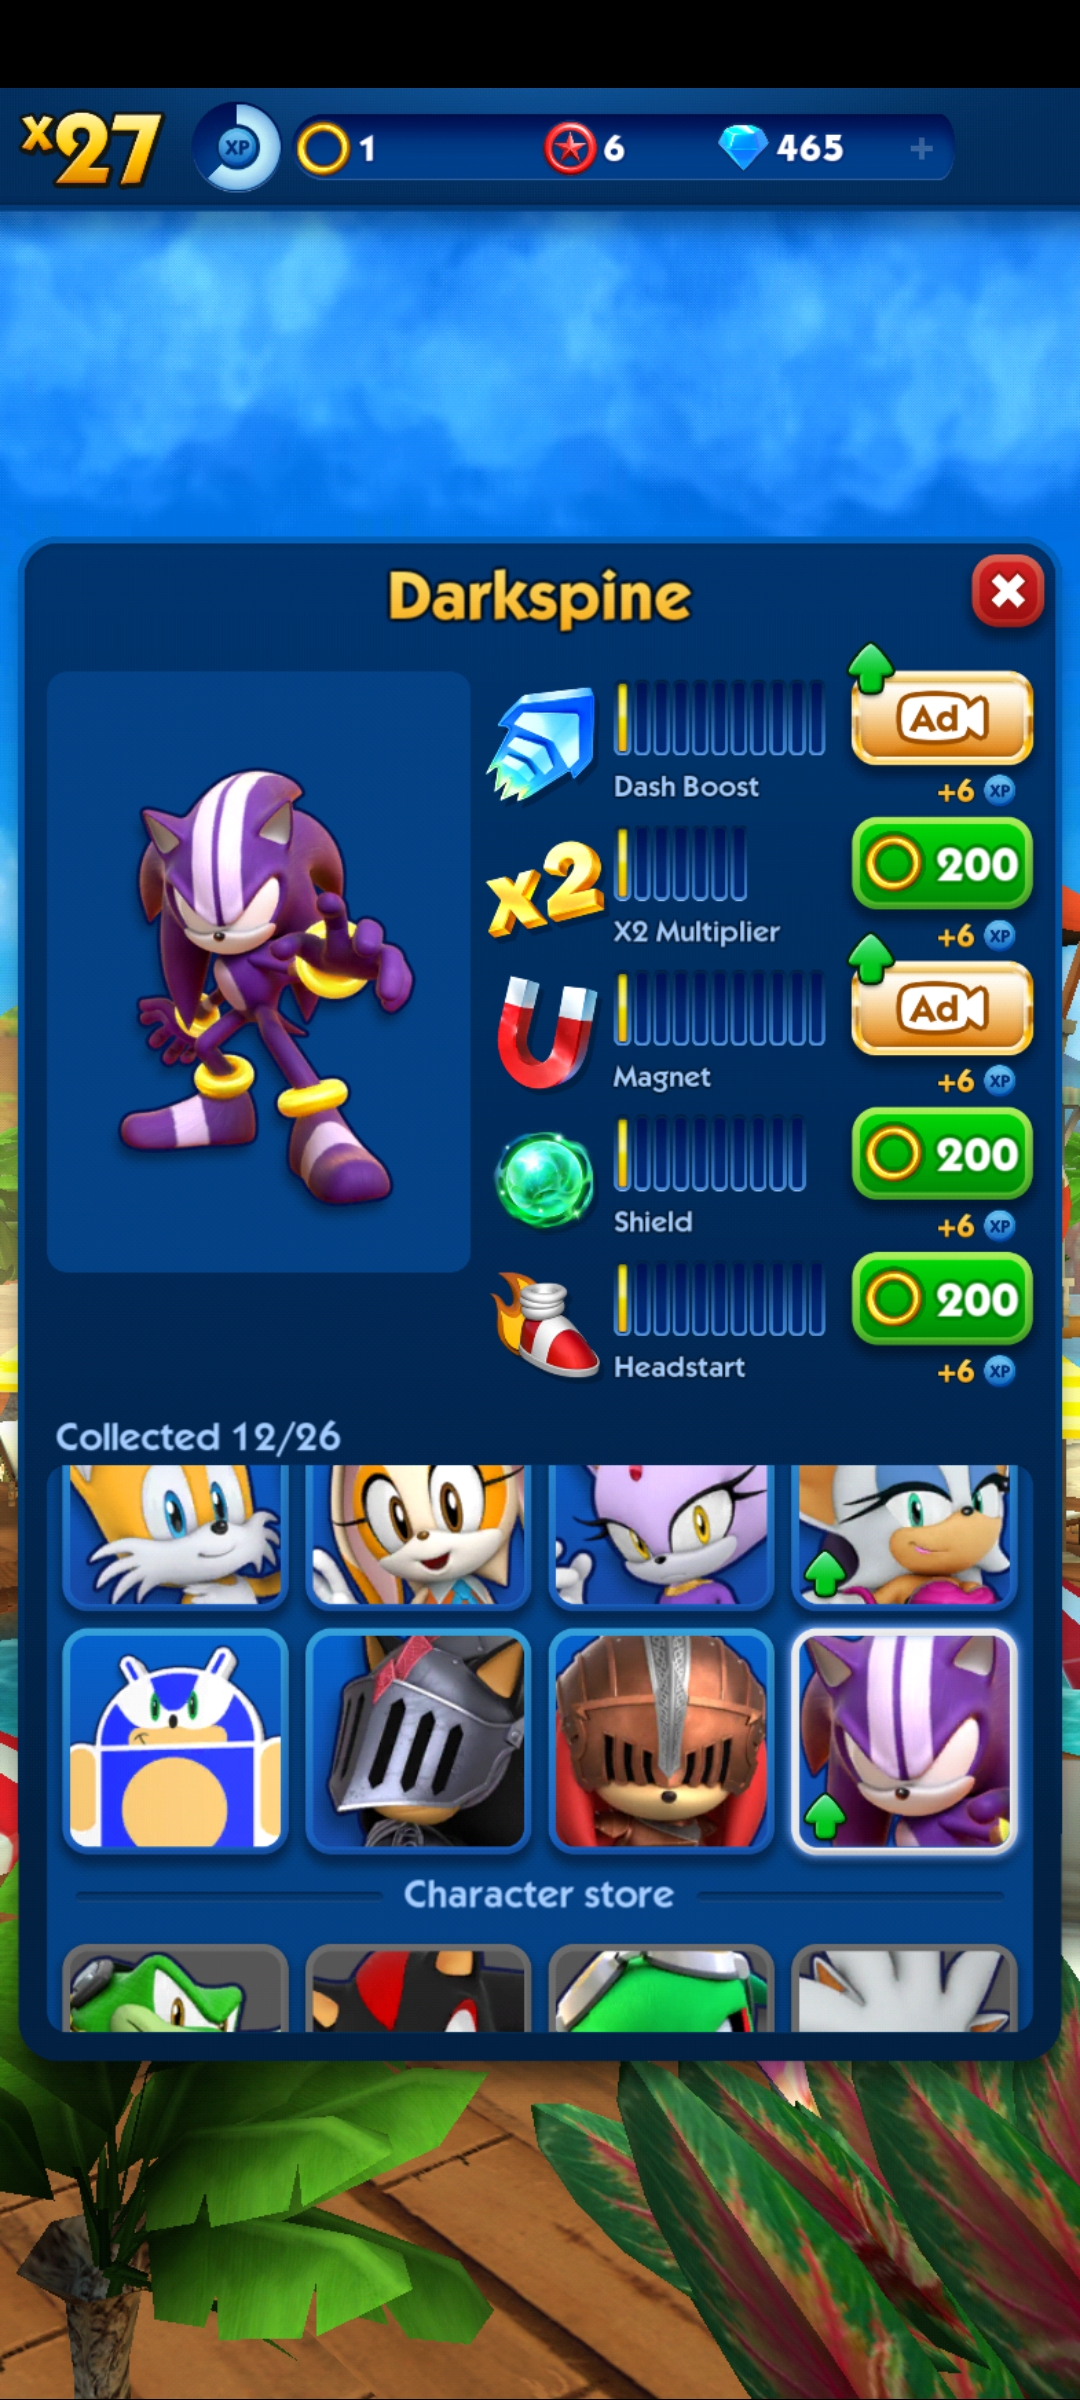 x27
XP
1
6
465
+
Darkspine
Dash Boost
Ad
+6 XP
x2
X2 Multiplier
200
+6 XP
Magnet
Ad
+6 XP
Shield
200
+6 XP
Headstart
200
+6 XP
Collected 12/26
Character store